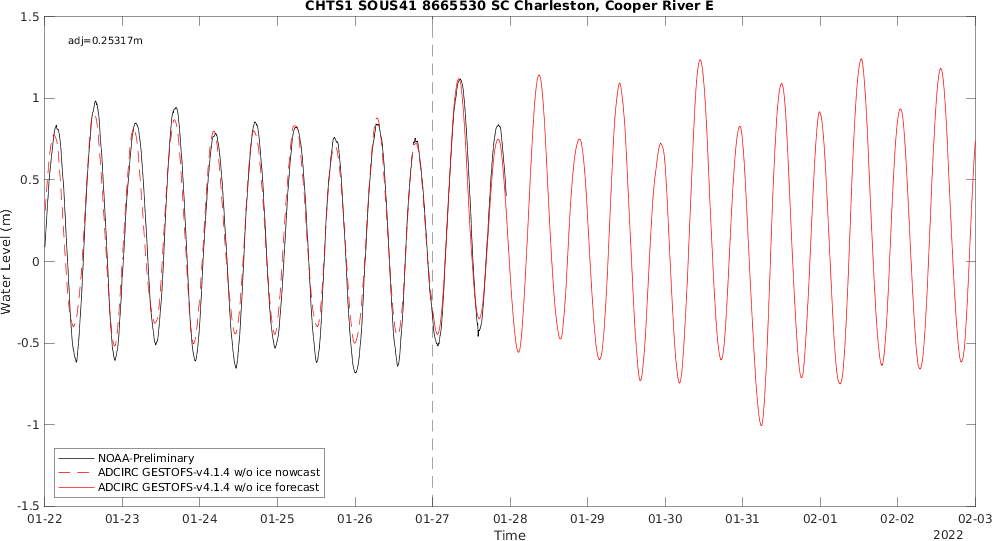 CHTS1 SOUS41 8665530 SC Charleston, Cooper River E
adj=0.25317m
1.5
1
0.5
0
-0.5
-1
-1.5
Water Level (m)
NOAA-Preliminary
ADCIRC GESTOFS-v4.1.4 w/o ice nowcast
ADCIRC GESTOFS-v4.1.4 w/o ice forecast
01-22 01-23 01-24 01-25 01-26 01-27 01-28 01-29 01-30 01-31 02-01 02-02 02-03
Time
2022